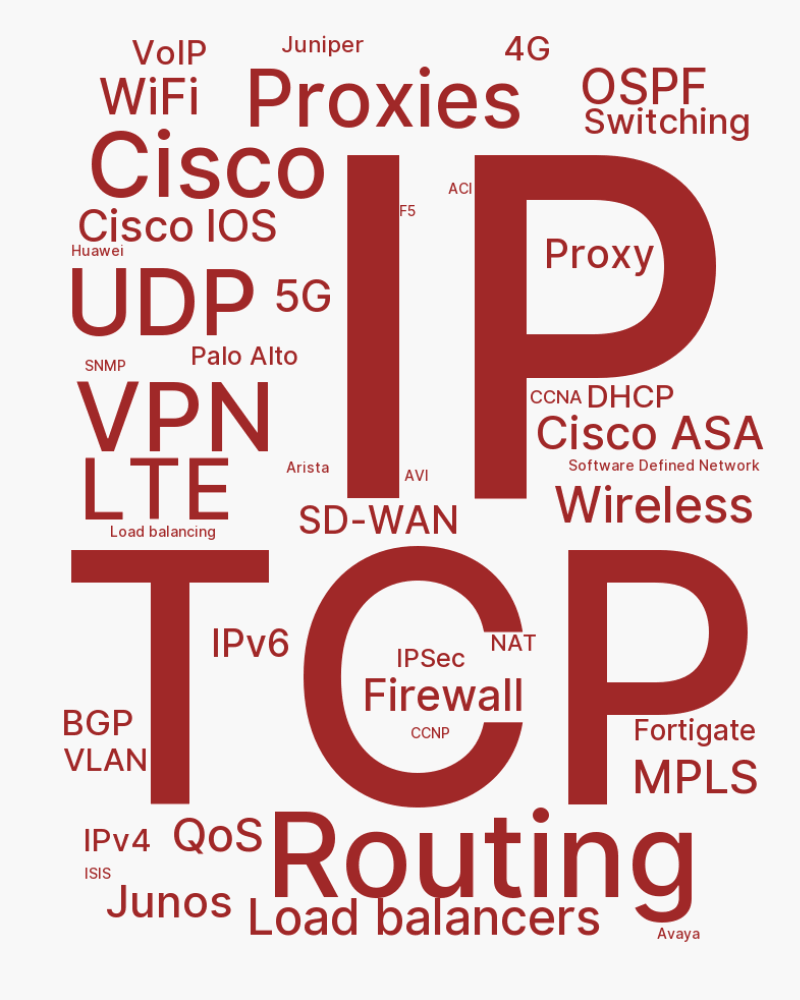 VoIP
Juniper
4G
WiFi
Proxies
OSPF
Switching
Cisco
IP
ACI
F5
Cisco IOS
Huawei
Proxy
UDP
5G
Palo Alto
SNMP
VPN
CCNA
DHCP
Cisco ASA
LTE
Arista
AVI
Software Defined Network
Wireless
SD-WAN
Load balancing
TCP
IPv6
NAT
IPSec
Firewall
CCNP
BGP
Fortigate
VLAN
MPLS
IPv4
QoS
Routing
ISIS
Junos
Load balancers
Avaya